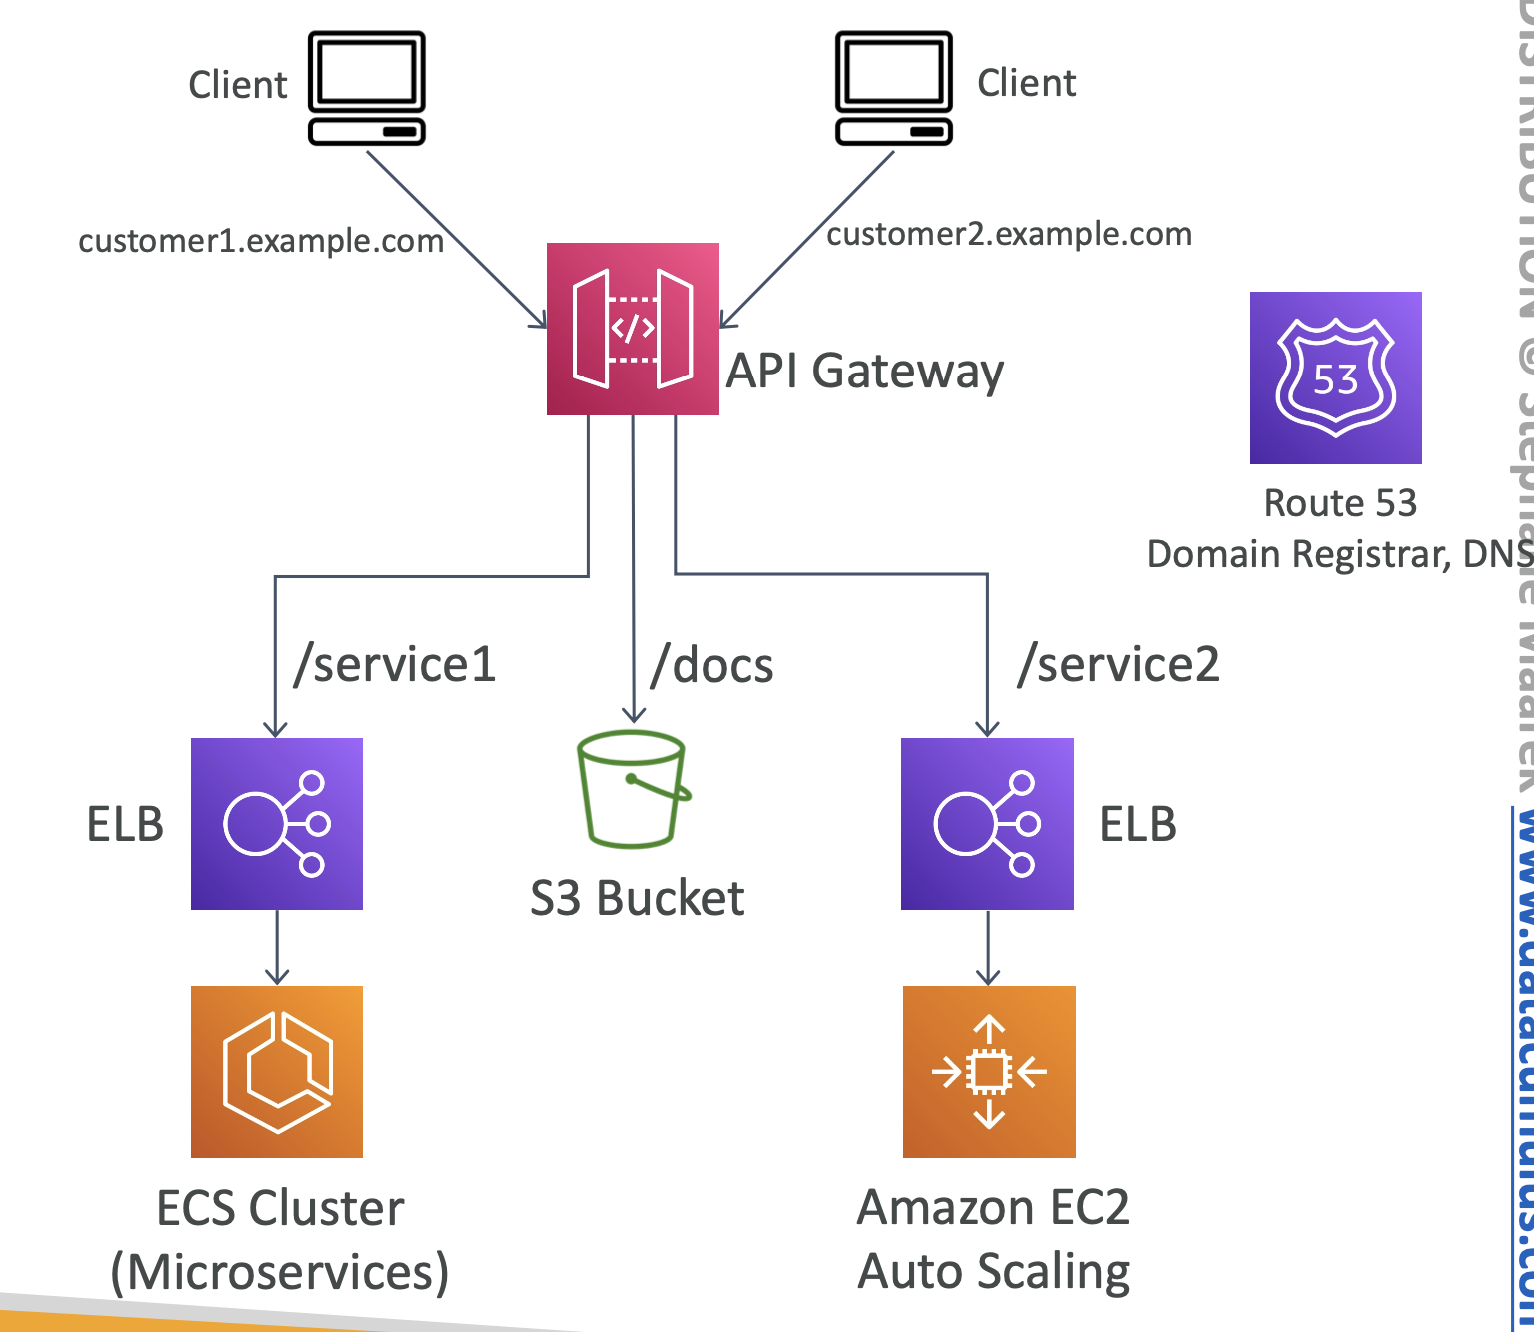 Client
Client
customer1.example.com
customer2.example.com
</>
API Gateway
53
Route 53
Domain Registrar, DNS
/service1
/docs
/service2
ELB
ELB
S3 Bucket
ECS Cluster
(Microservices)
Amazon EC2
Auto Scaling
DISTRIBUTION © Stephane Maarek www.datacumulus.com